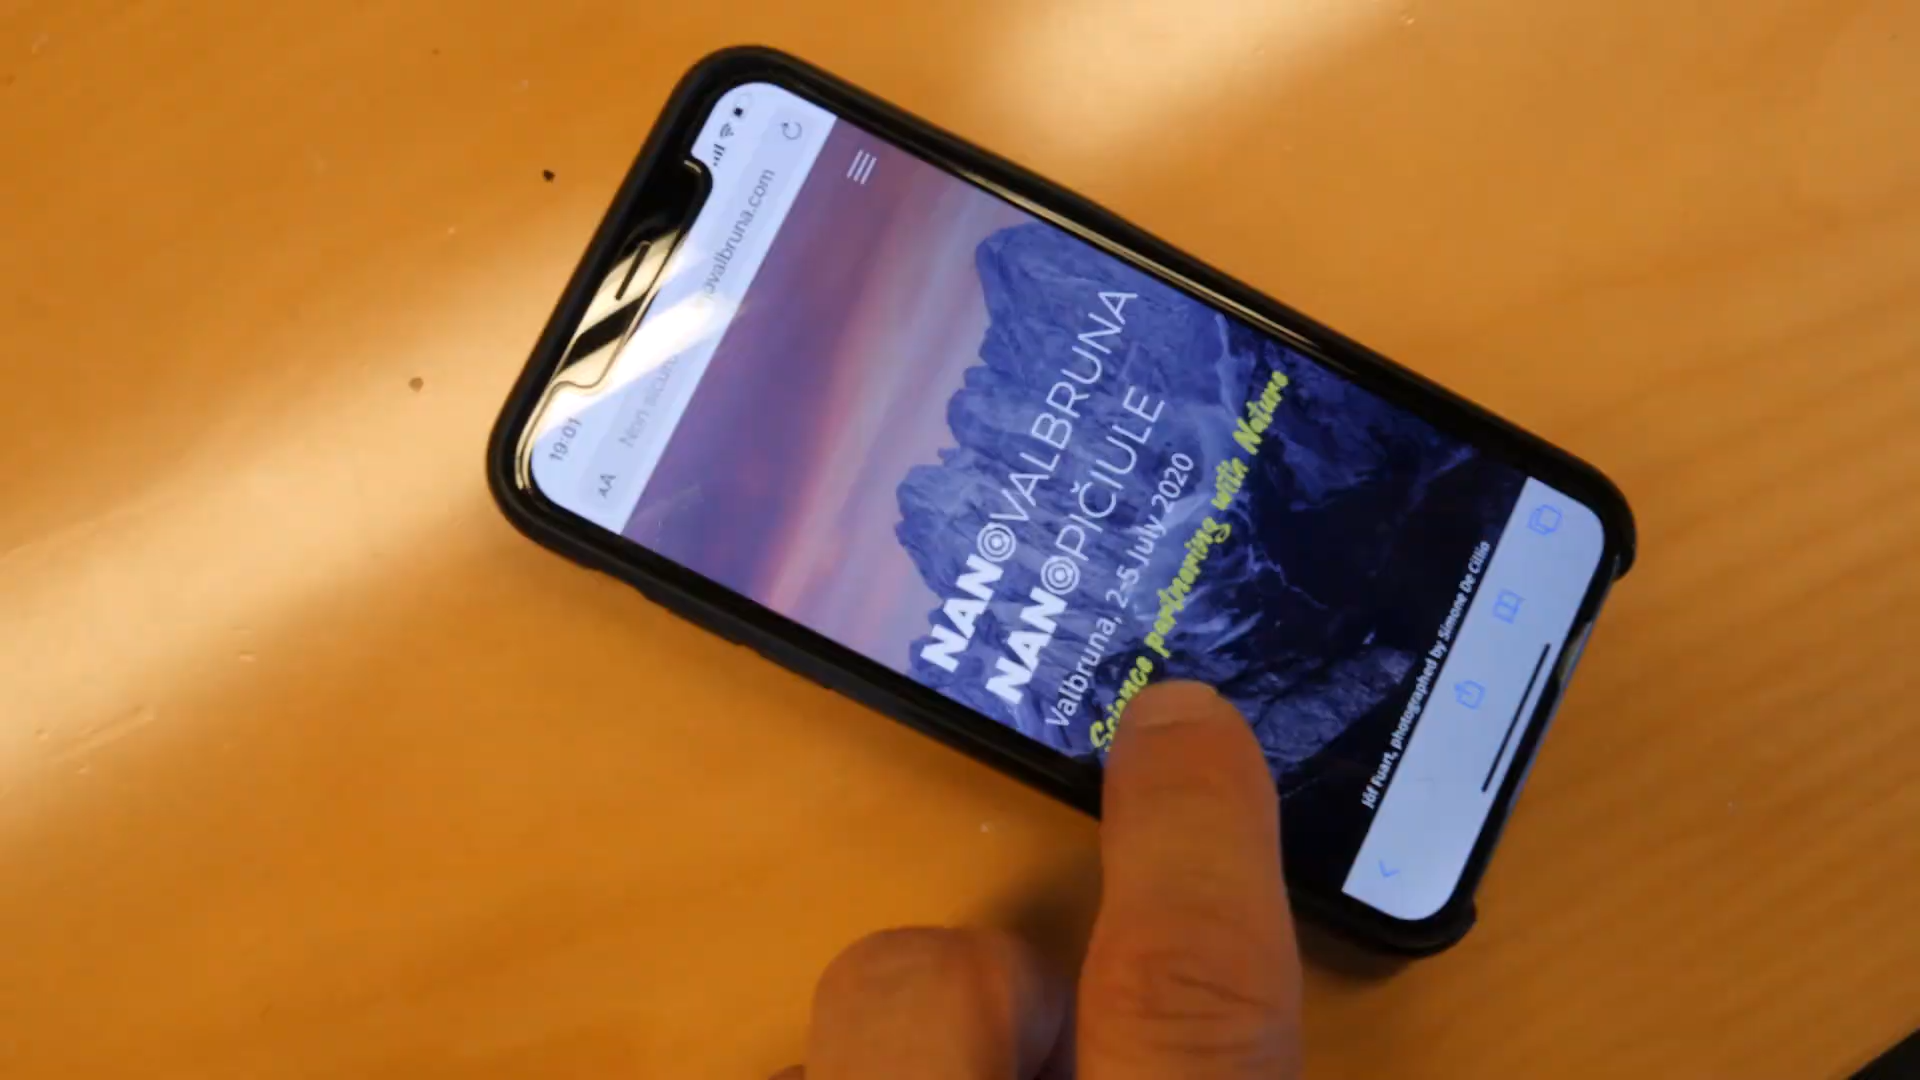 19:01
AA Non sicuro ovalbruna.com
NANOVALBRUNA
NANOPIČIULE
Valbruna, 2-5 July 2020
Science partnering with Nature
Jôf Fuart, photographed by Simone De Cillia